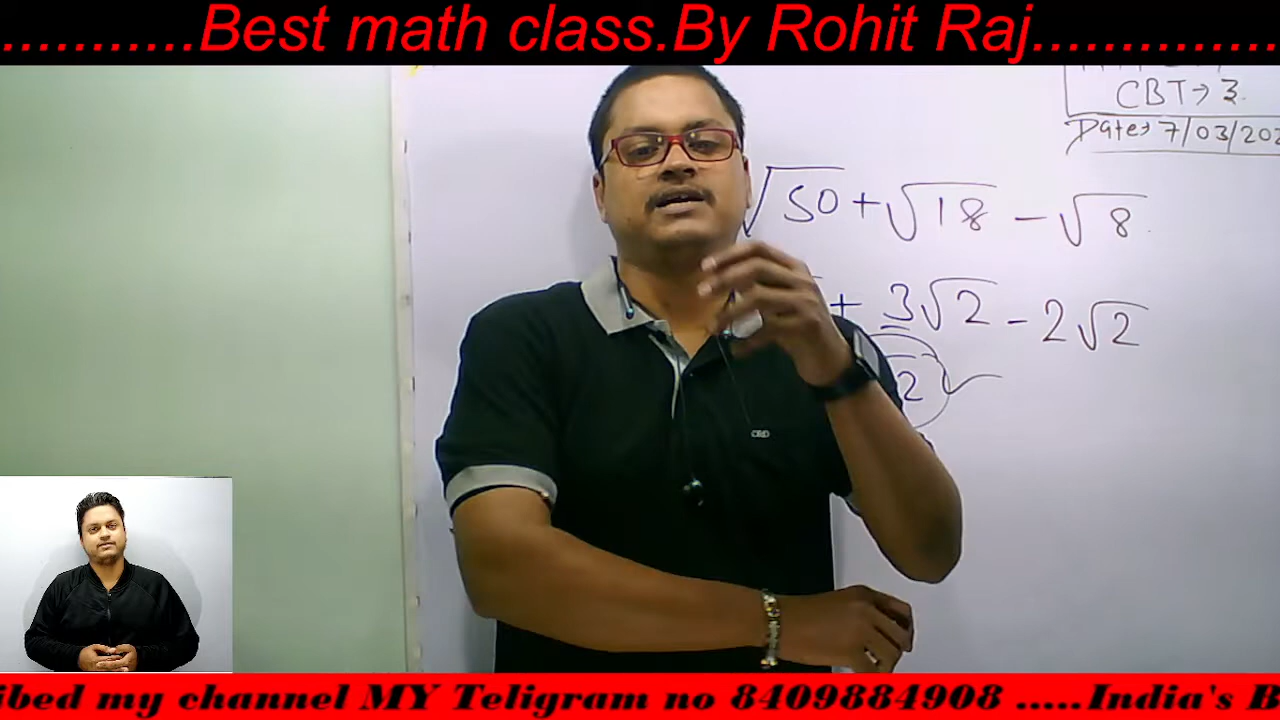 ...........Best math class.By Rohit Raj..............
CBT→3.
Date→ 7/03/202
√50 + √18 - √8
+ 3√2 - 2√2
2
CRD
ibed my channel MY Teligram no 8409884908 .....India's B